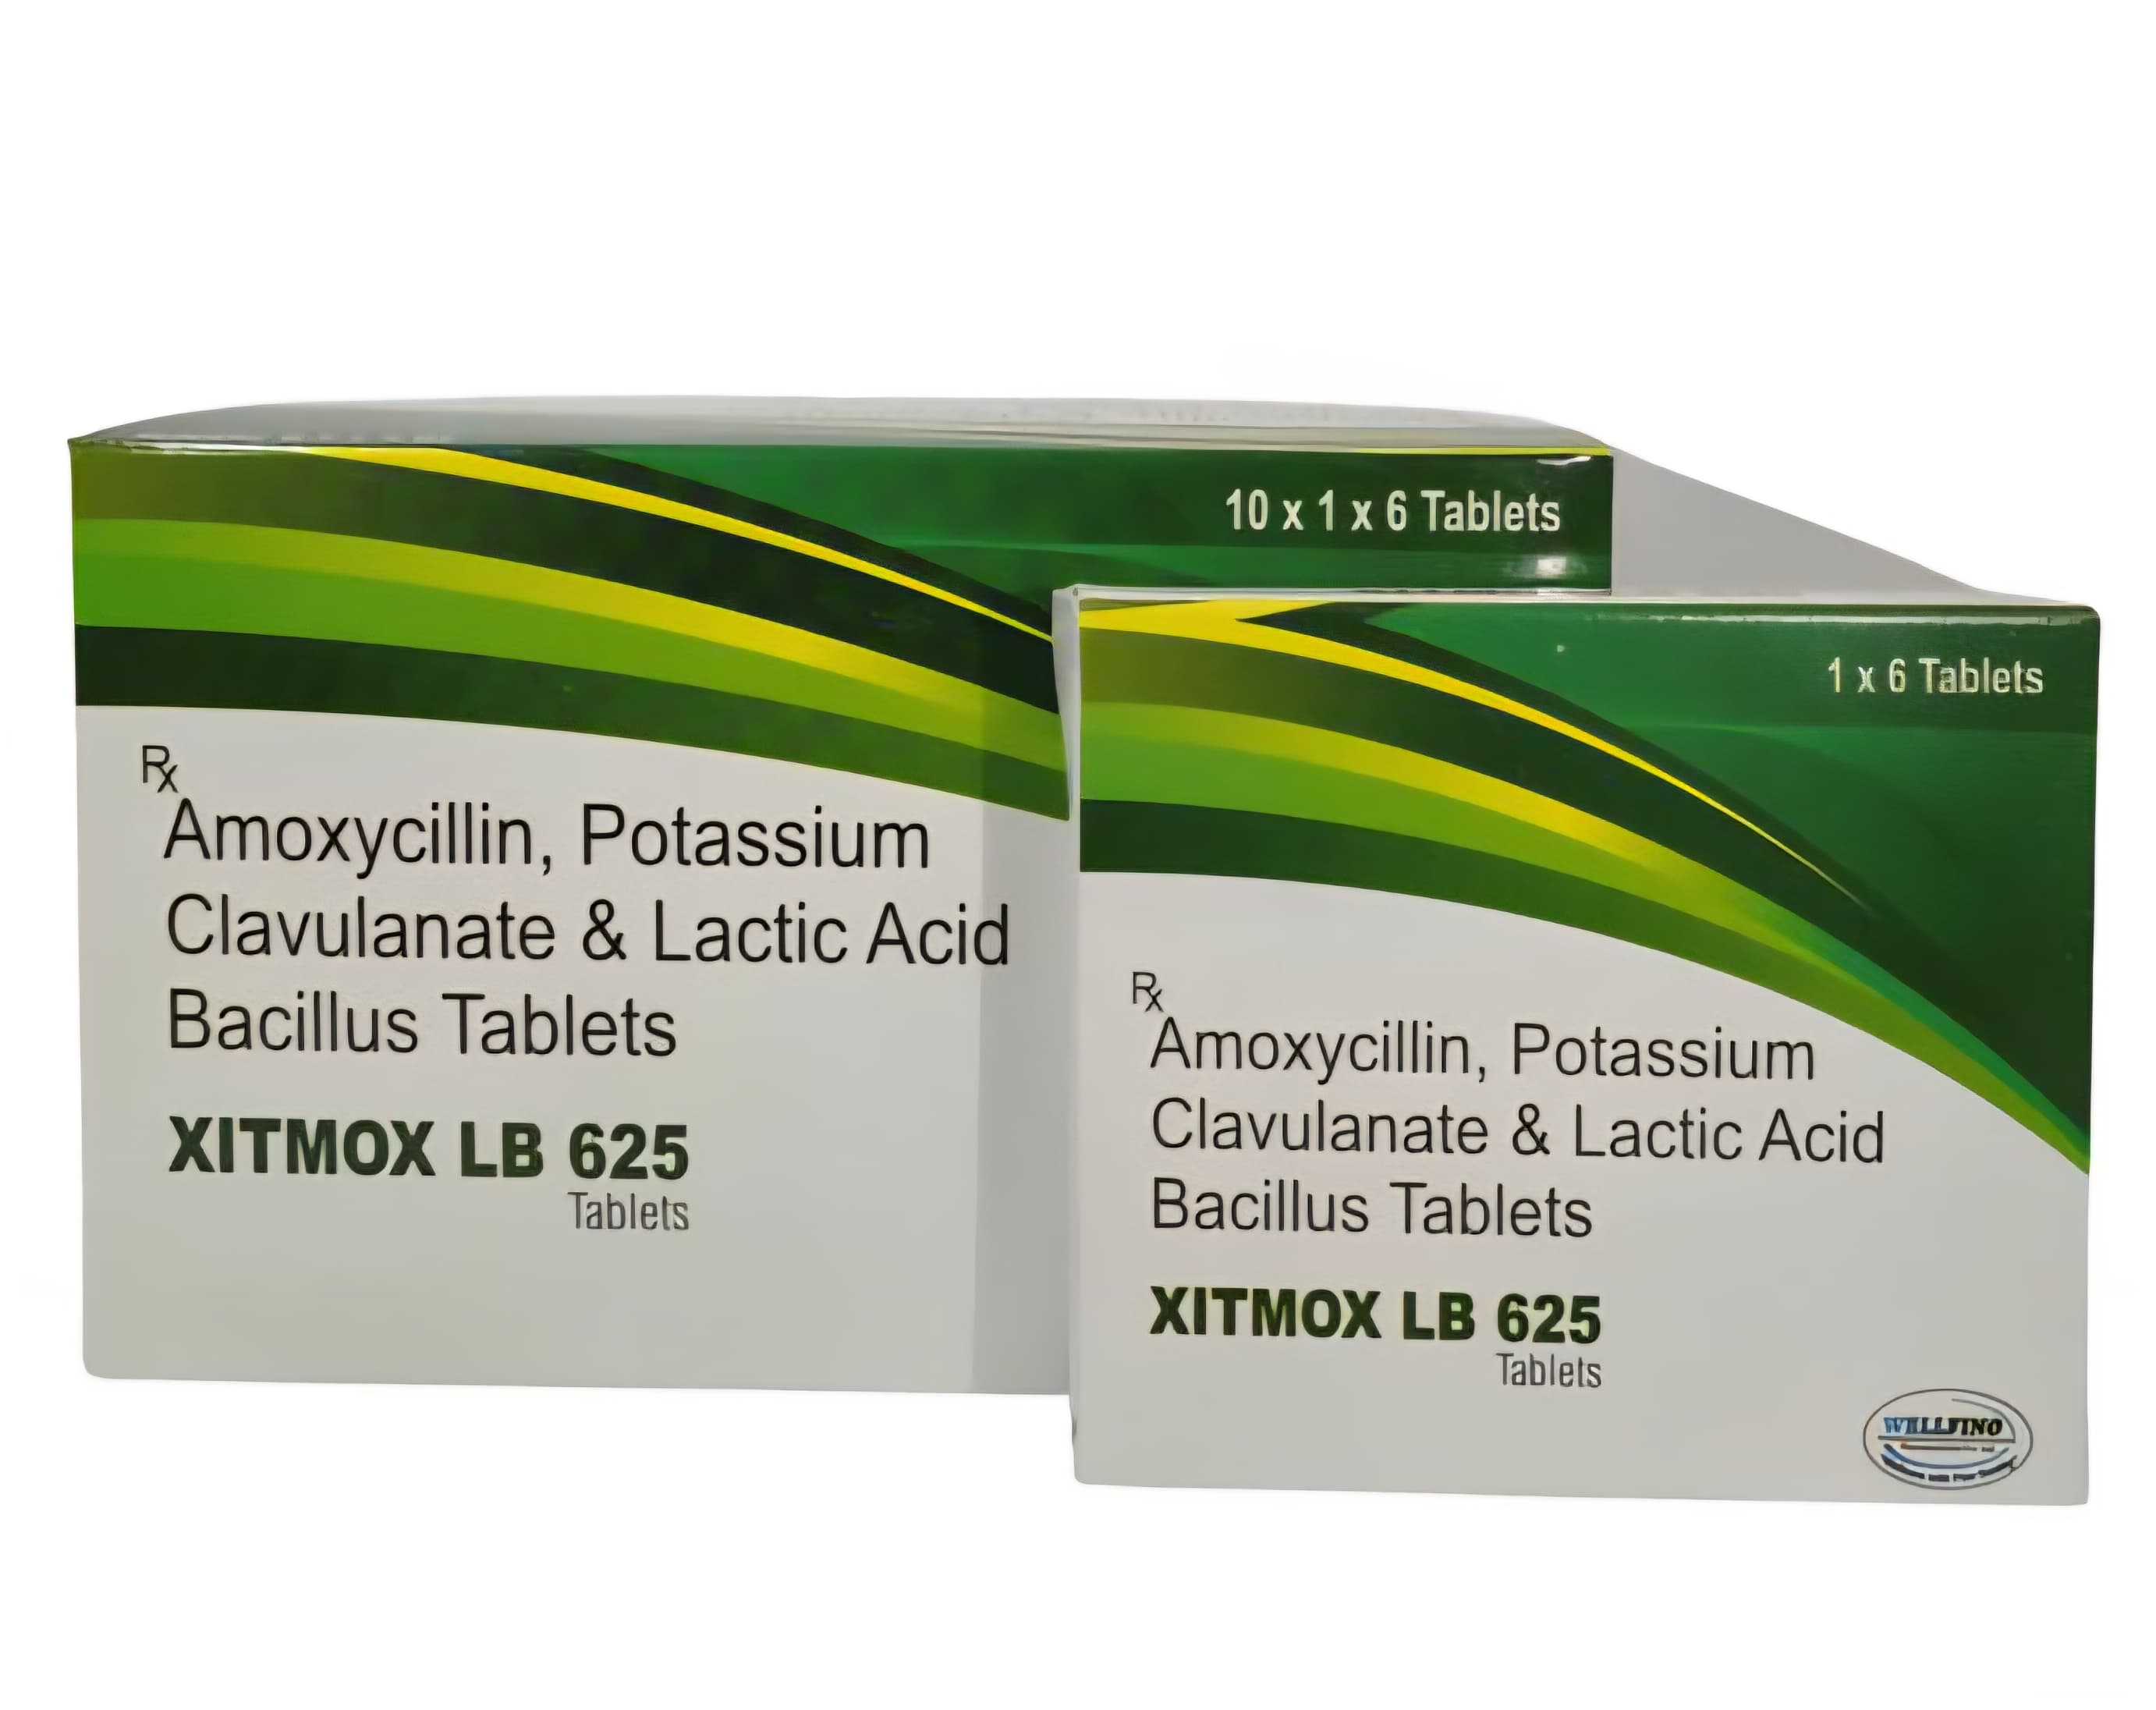 10 x 1 x 6 Tablets
Rx
Amoxycillin, Potassium
Clavulanate & Lactic Acid
Bacillus Tablets
XITMOX LB 625
Tablets
1 x 6 Tablets
Rx
Amoxycillin, Potassium
Clavulanate & Lactic Acid
Bacillus Tablets
XITMOX LB 625
Tablets
WELLFINO